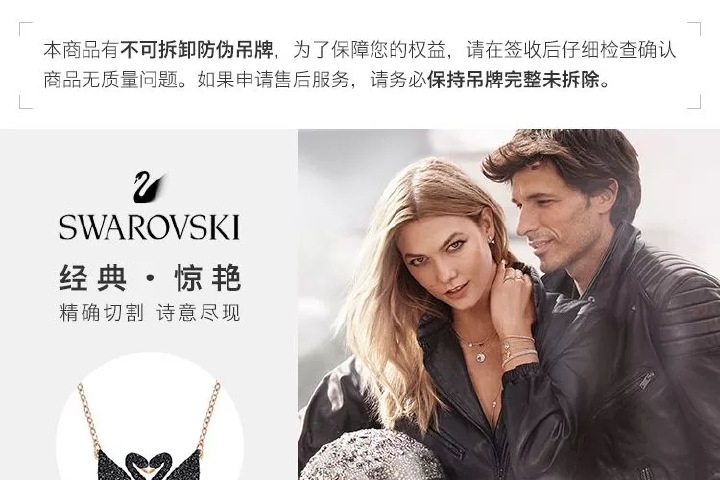 本商品有不可拆卸防伪吊牌，为了保障您的权益，请在签收后仔细检查确认
商品无质量问题。如果申请售后服务，请务必保持吊牌完整未拆除。
SWAROVSKI
经典·惊艳
精确切割 诗意尽现